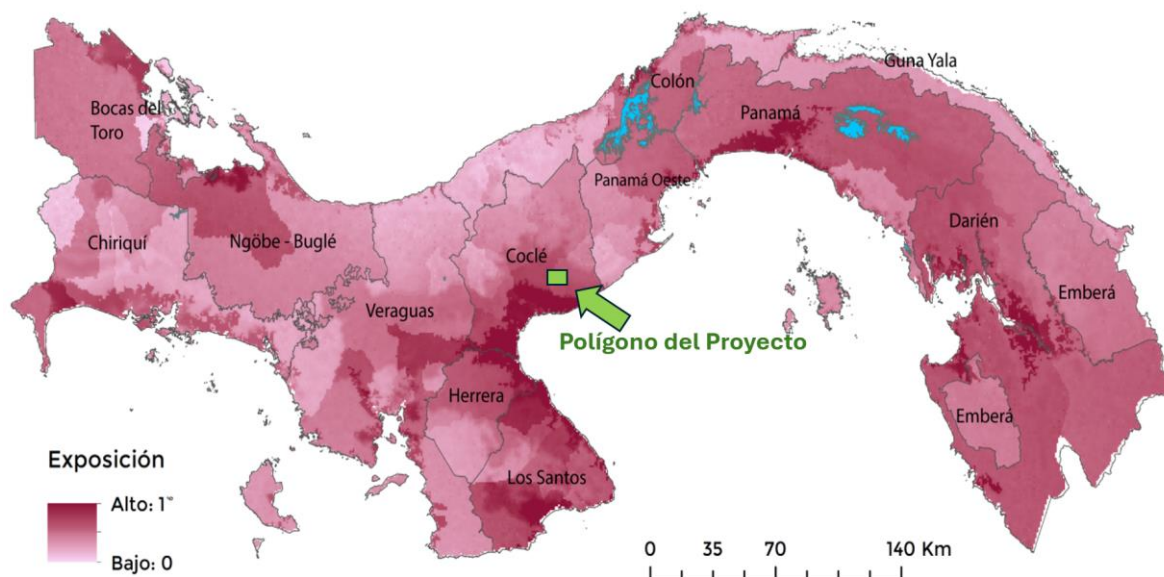 Guna Yala
Colón
Bocas del
Toro
Panamá
Panamá Oeste
Darién
Chiriquí
Ngöbe - Buglé
Coclé
Emberá
Veraguas
Polígono del Proyecto
Herrera
Emberá
Los Santos
Exposición
Alto: 1
Bajo: 0
0 35 70 140 Km